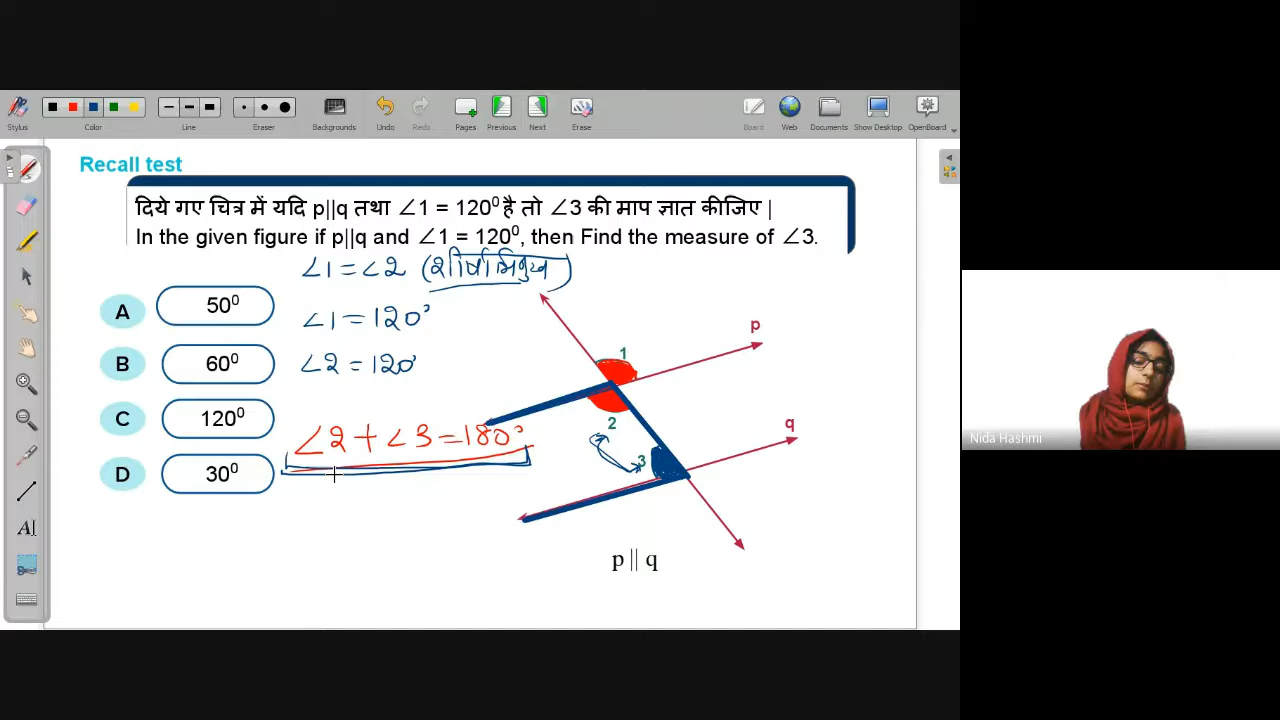 Stylus
Color
Line
Eraser
Backgrounds
Undo
Redo
Pages
Previous
Next
Erase
Board
Web
Documents
Show Desktop
OpenBoard
Recall test
दिये गए चित्र में यदि p||q तथा ∠1 = 120⁰ है तो ∠3 की माप ज्ञात कीजिए |
In the given figure if p||q and ∠1 = 120⁰, then Find the measure of ∠3.
∠1 = ∠2 (शीर्षाभिमुख)
A 50⁰
∠1 = 120°
B 60⁰
∠2 = 120°
C 120⁰
∠2 + ∠3 = 180°
D 30⁰
1
p
2
q
3
p || q
Nida Hashmi